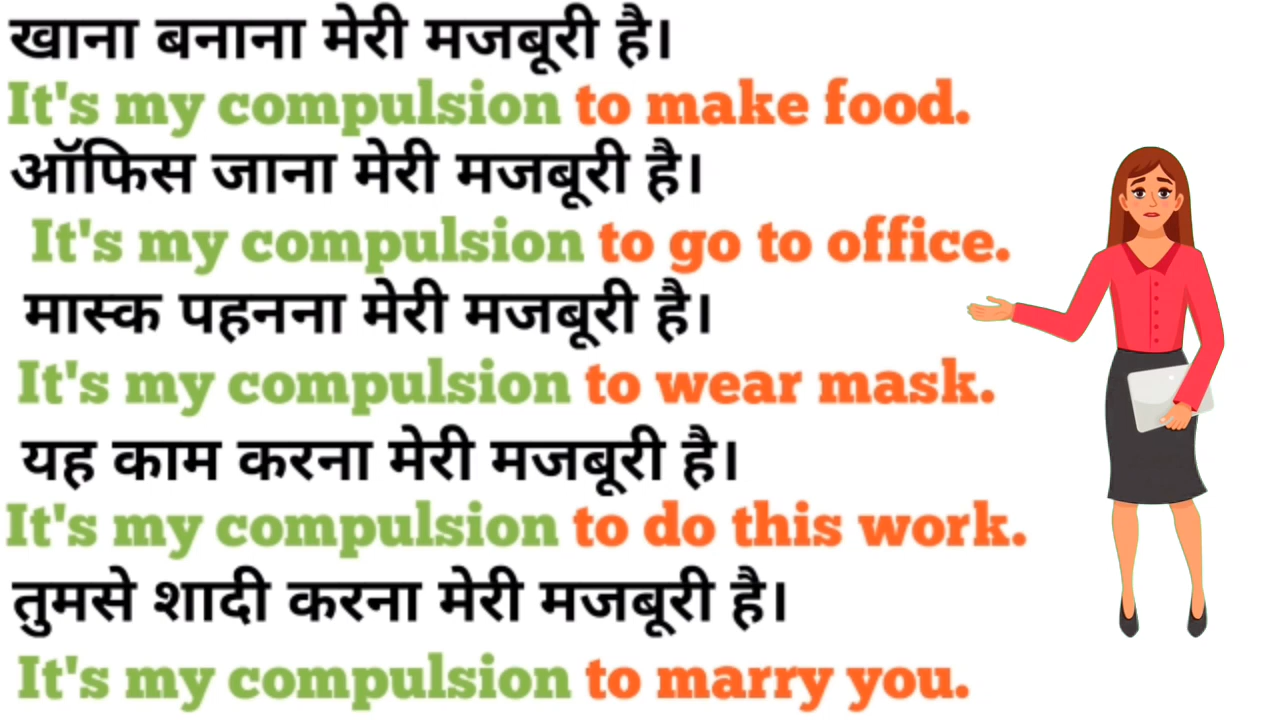 खाना बनाना मेरी मजबूरी है।
It's my compulsion to make food.
ऑफिस जाना मेरी मजबूरी है।
It's my compulsion to go to office.
मास्क पहनना मेरी मजबूरी है।
It's my compulsion to wear mask.
यह काम करना मेरी मजबूरी है।
It's my compulsion to do this work.
तुमसे शादी करना मेरी मजबूरी है।
It's my compulsion to marry you.